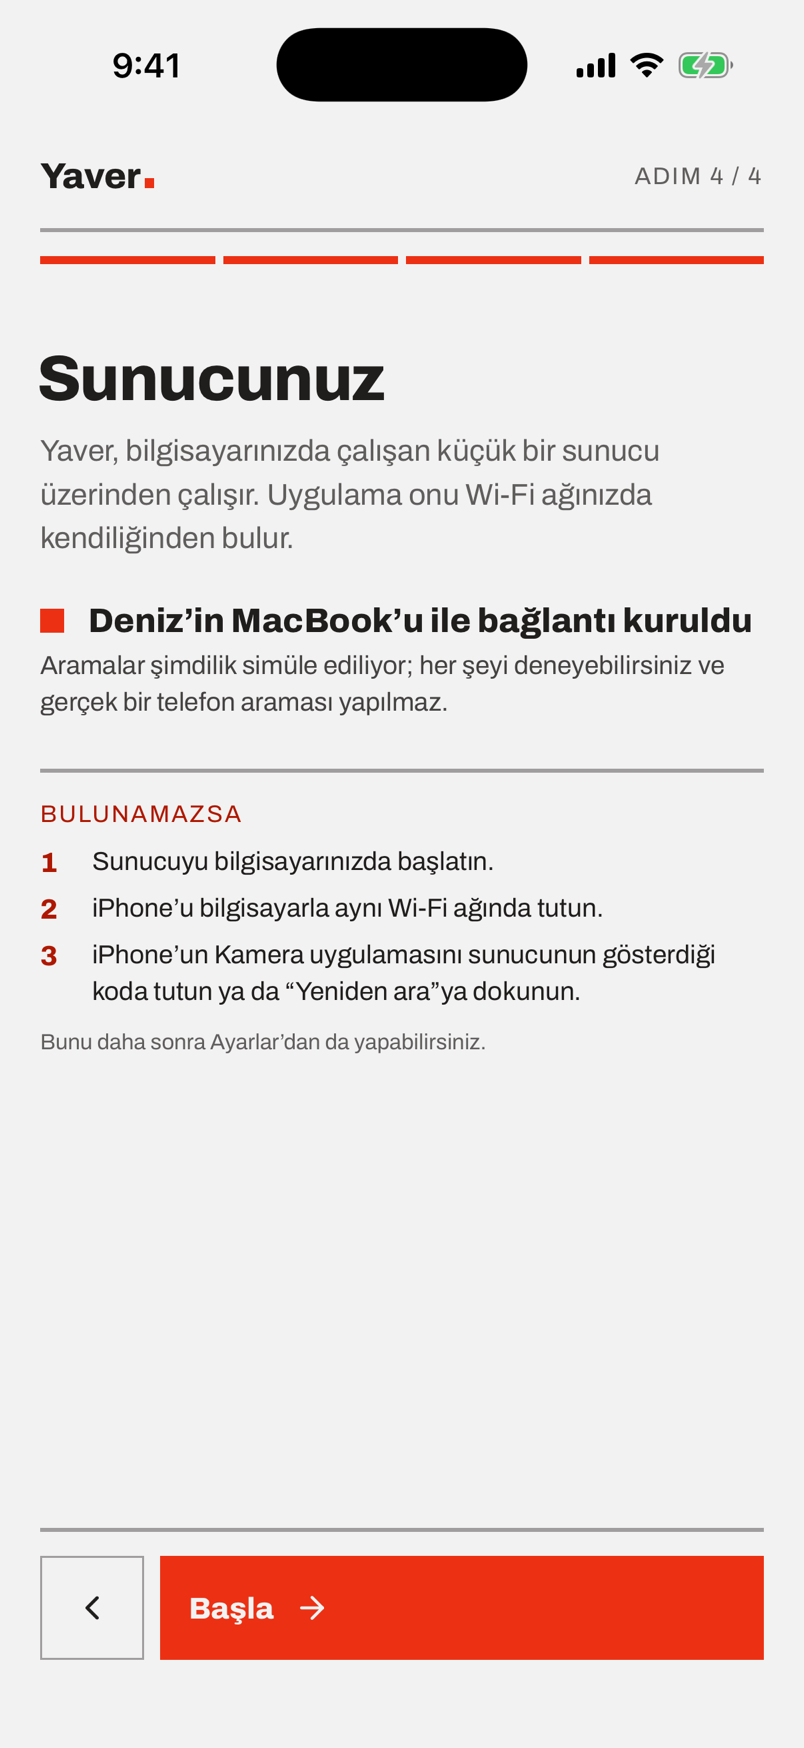 9:41
Yaver.
ADIM 4 / 4
Sunucunuz
Yaver, bilgisayarınızda çalışan küçük bir sunucu
üzerinden çalışır. Uygulama onu Wi-Fi ağınızda
kendiliğinden bulur.
Deniz’in MacBook’u ile bağlantı kuruldu
Aramalar şimdilik simüle ediliyor; her şeyi deneyebilirsiniz ve
gerçek bir telefon araması yapılmaz.
BULUNAMAZSA
1 Sunucuyu bilgisayarınızda başlatın.
2 iPhone’u bilgisayarla aynı Wi-Fi ağında tutun.
3 iPhone’un Kamera uygulamasını sunucunun gösterdiği
koda tutun ya da “Yeniden ara”ya dokunun.
Bunu daha sonra Ayarlar’dan da yapabilirsiniz.
Başla